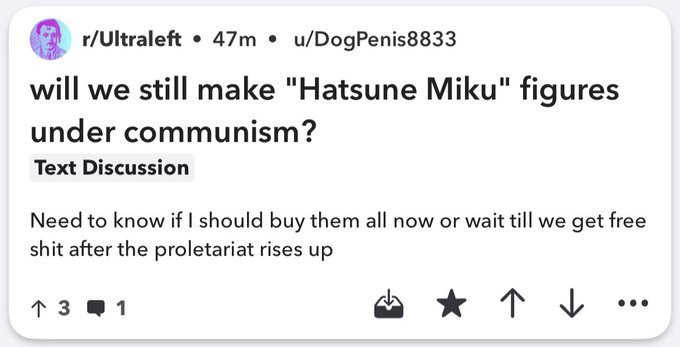 r/Ultraleft • 47m • u/DogPenis8833
will we still make "Hatsune Miku" figures
under communism?
Text Discussion
Need to know if I should buy them all now or wait till we get free
shit after the proletariat rises up
3 1